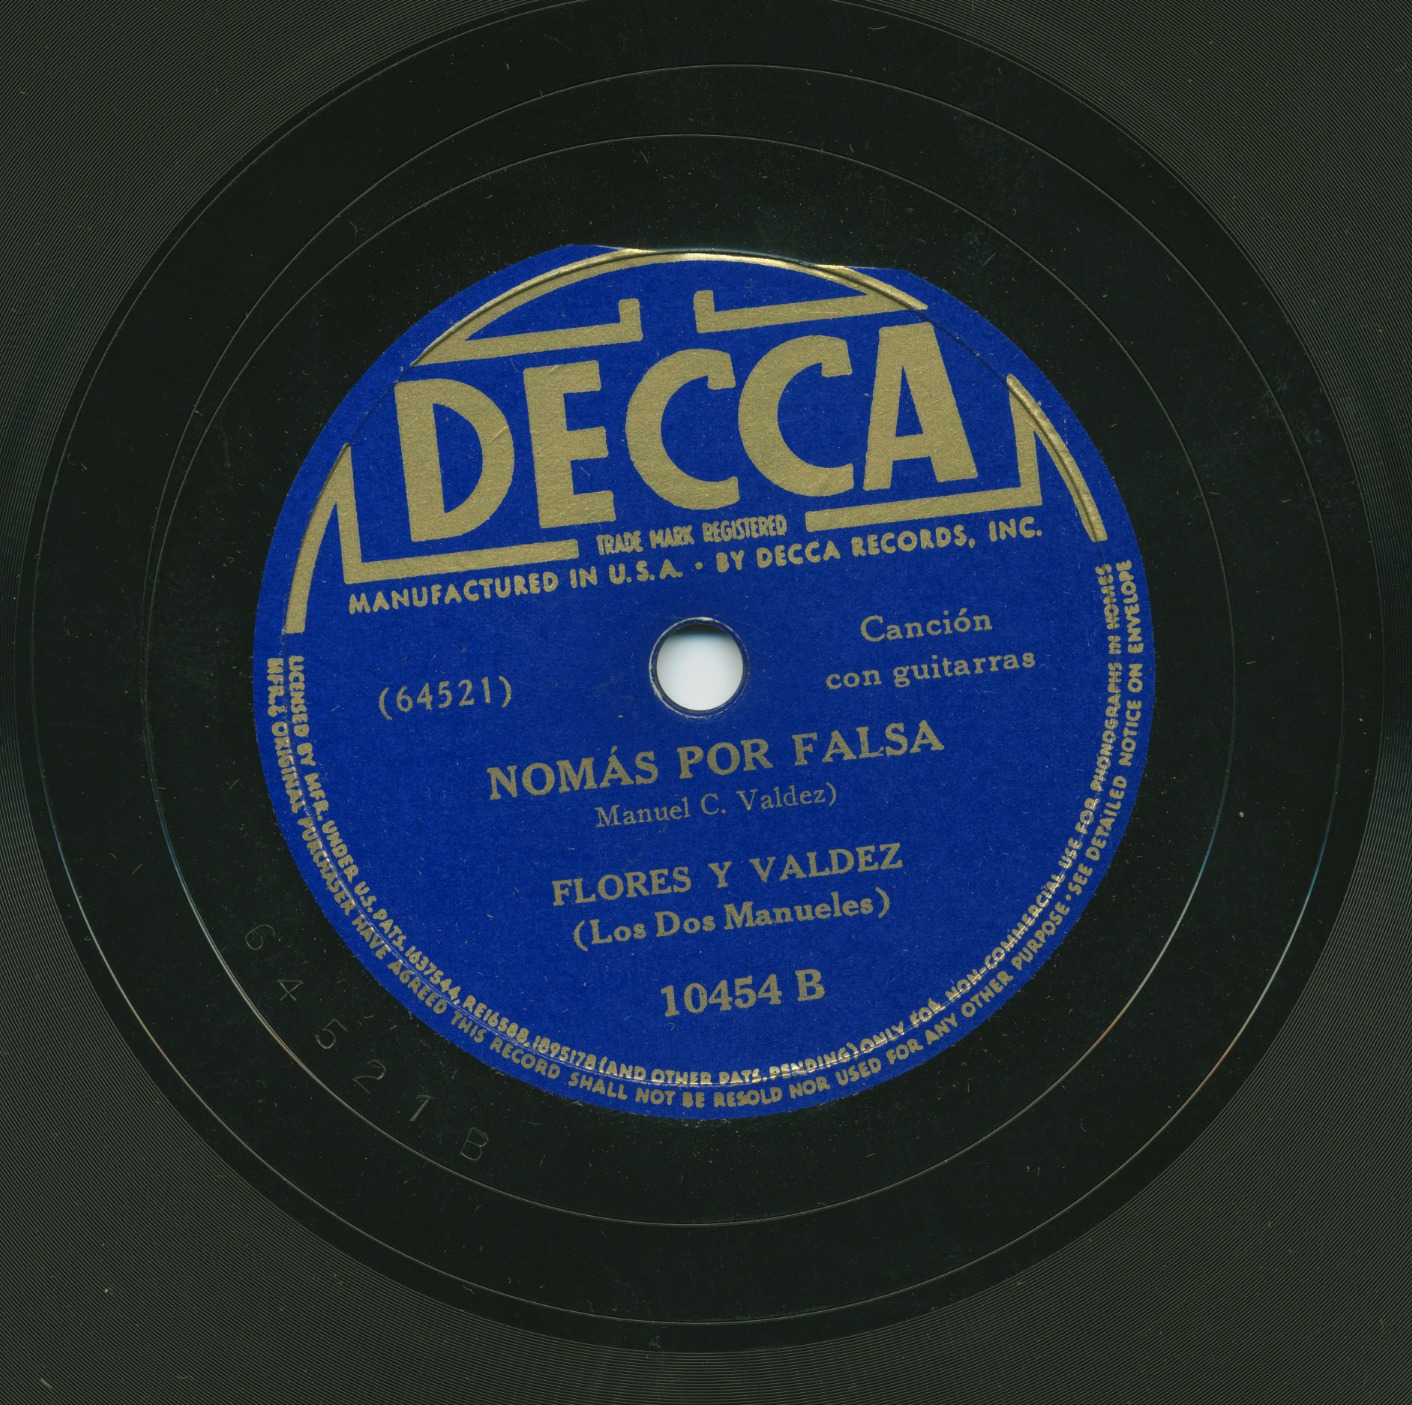 DECCA
TRADE MARK REGISTERED
MANUFACTURED IN U.S.A. · BY DECCA RECORDS, INC.
Canción
con guitarras
(64521)
NOMÁS POR FALSA
Manuel C. Valdez)
FLORES Y VALDEZ
(Los Dos Manueles)
10454 B
LICENSED BY MFR. UNDER U.S. PATS. 1637544, RE16588, 1895178 (AND OTHER PATS. PENDING) ONLY FOR NON-COMMERCIAL USE FOR PHONOGRAPHS IN HOMES
MFR. & ORIGINAL PURCHASER HAVE AGREED THIS RECORD SHALL NOT BE RESOLD NOR USED FOR ANY OTHER PURPOSE · SEE DETAILED NOTICE ON ENVELOPE
64521B